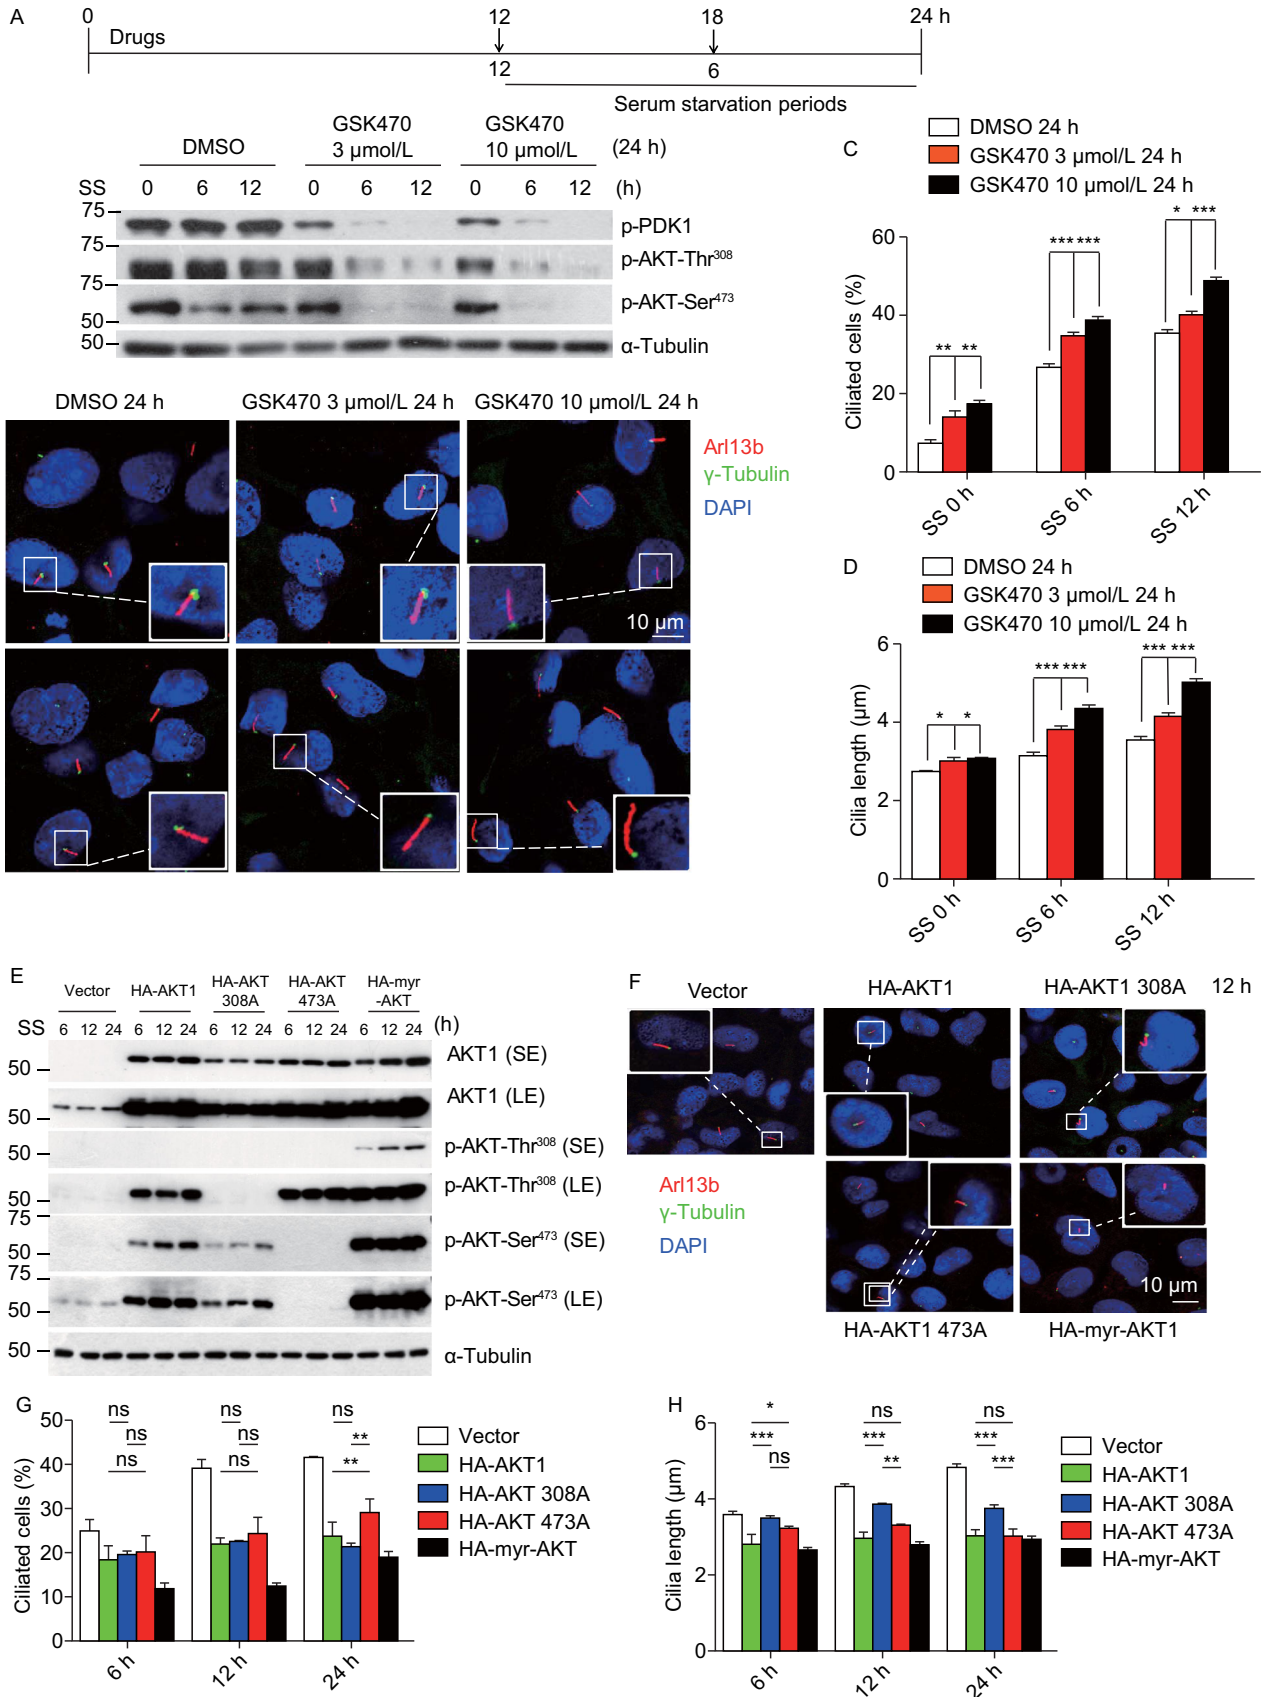 A
0 12 18 24 h
Drugs
12 6
Serum starvation periods
DMSO GSK470 3 µmol/L GSK470 10 µmol/L (24 h)
SS 0 6 12 0 6 12 0 6 12 (h)
75
p-PDK1
75
p-AKT-Thr308
75
p-AKT-Ser473
50
50
α-Tubulin
DMSO 24 h GSK470 3 µmol/L 24 h GSK470 10 µmol/L 24 h
Arl13b
γ-Tubulin
DAPI
10 µm
C
DMSO 24 h
GSK470 3 µmol/L 24 h
GSK470 10 µmol/L 24 h
Ciliated cells (%)
60
40
20
0
** **
*** ***
* ***
SS 0 h SS 6 h SS 12 h
D
DMSO 24 h
GSK470 3 µmol/L 24 h
GSK470 10 µmol/L 24 h
Cilia length (µm)
6
4
2
0
* *
*** ***
*** ***
SS 0 h SS 6 h SS 12 h
E
Vector HA-AKT1 HA-AKT 308A HA-AKT 473A HA-myr -AKT
SS 6 12 24 6 12 24 6 12 24 6 12 24 6 12 24 (h)
50
AKT1 (SE)
50
AKT1 (LE)
50
p-AKT-Thr308 (SE)
50
p-AKT-Thr308 (LE)
75
50
p-AKT-Ser473 (SE)
75
50
p-AKT-Ser473 (LE)
50
α-Tubulin
F
Vector HA-AKT1 HA-AKT1 308A 12 h
Arl13b
γ-Tubulin
DAPI
10 µm
HA-AKT1 473A HA-myr-AKT1
G
Ciliated cells (%)
50
40
30
20
10
0
ns ns ns
ns ns ns
ns ** **
6 h 12 h 24 h
Vector
HA-AKT1
HA-AKT 308A
HA-AKT 473A
HA-myr-AKT
H
Cilia length (µm)
6
4
2
0
* *** ns
ns *** **
ns *** ***
6 h 12 h 24 h
Vector
HA-AKT1
HA-AKT 308A
HA-AKT 473A
HA-myr-AKT